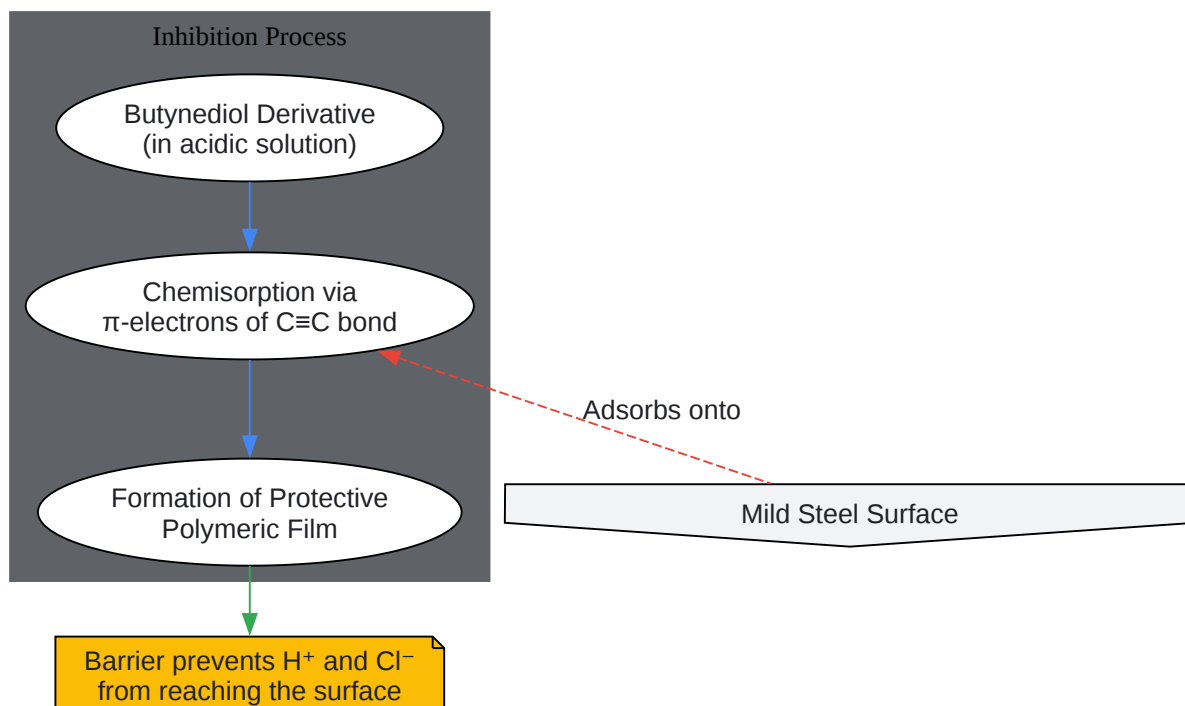 Inhibition Process
Butynediol Derivative
(in acidic solution)
Chemisorption via
π-electrons of C≡C bond
Adsorbs onto
Formation of Protective
Polymeric Film
Mild Steel Surface
Barrier prevents H⁺ and Cl⁻
from reaching the surface